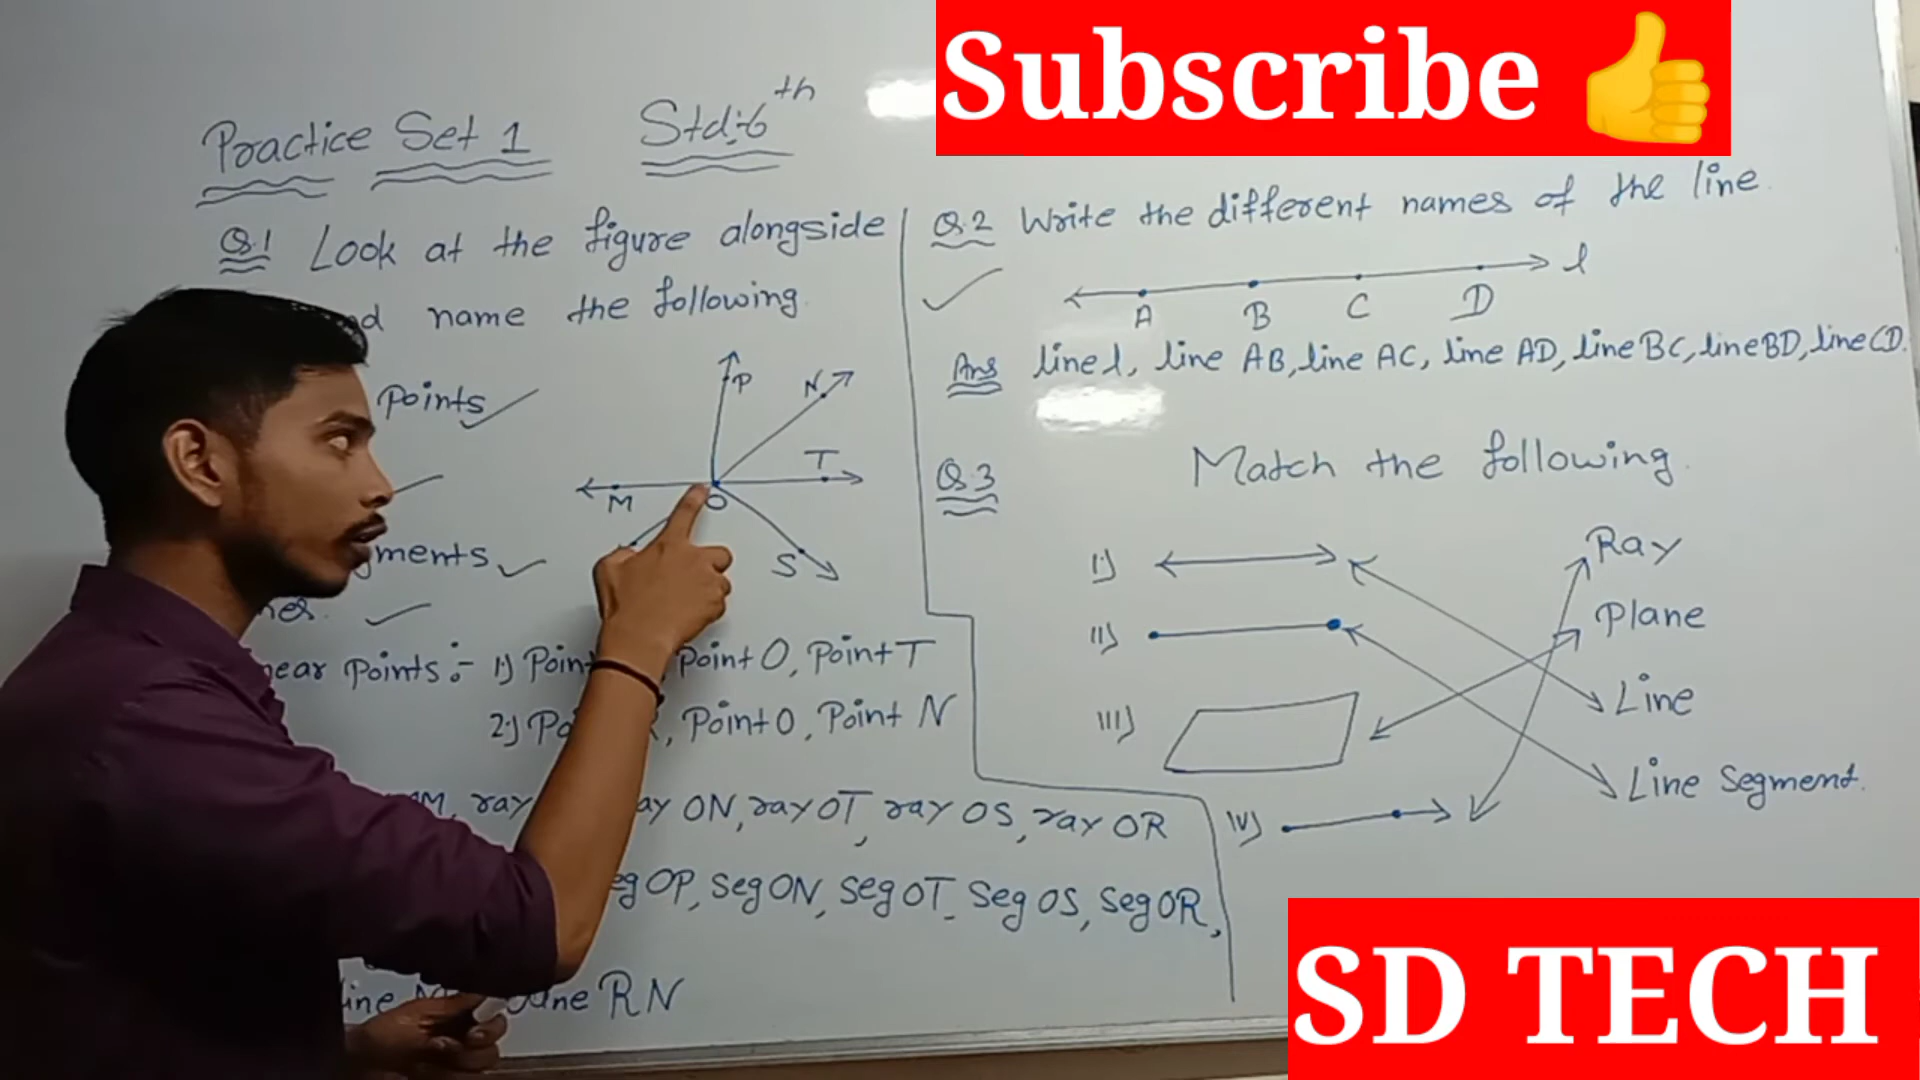 Subscribe
Practice Set 1 Std:6th
Q.1 Look at the figure alongside
name the following.
Points
P
N
T
M
O
S
Points :- 1) O, Point T
2) Point O, Point N
ray ON, ray OT, ray OS, ray OR
seg OP, seg ON, seg OT, seg OS, seg OR,
line RN
Q.2 Write the different names of the line.
l
A B C D
Ans line l, line AB, line AC, line AD, line BC, line BD, line CD.
Q.3 Match the following.
i) Ray
ii) Plane
iii) Line
iv) Line Segment.
SD TECH